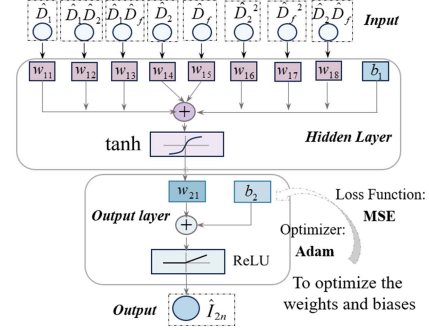 D̂₁ D̂₁D̂₂ D̂₁D̂f D̂₂ D̂f D̂₂² D̂f² D̂₂D̂f Input
w₁₁ w₁₂ w₁₃ w₁₄ w₁₅ w₁₆ w₁₇ w₁₈ b₁
+
Hidden Layer
tanh
w₂₁ b₂
Loss Function:
MSE
Output layer
+
Optimizer:
Adam
ReLU
To optimize the
weights and biases
Output Î₂ₙ